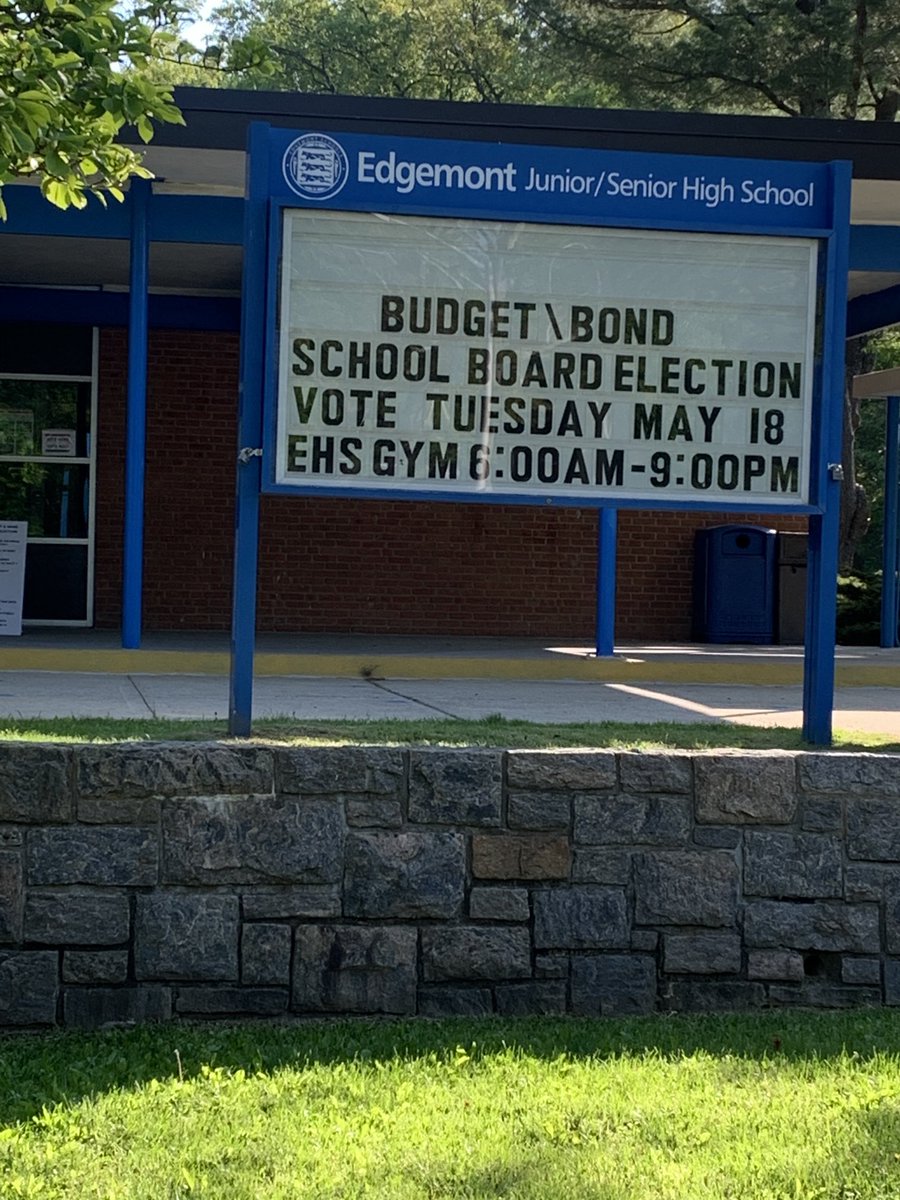 Edgemont Junior/Senior High School
BUDGET\BOND
SCHOOL BOARD ELECTION
VOTE TUESDAY MAY 18
EHS GYM 6:00AM-9:00PM